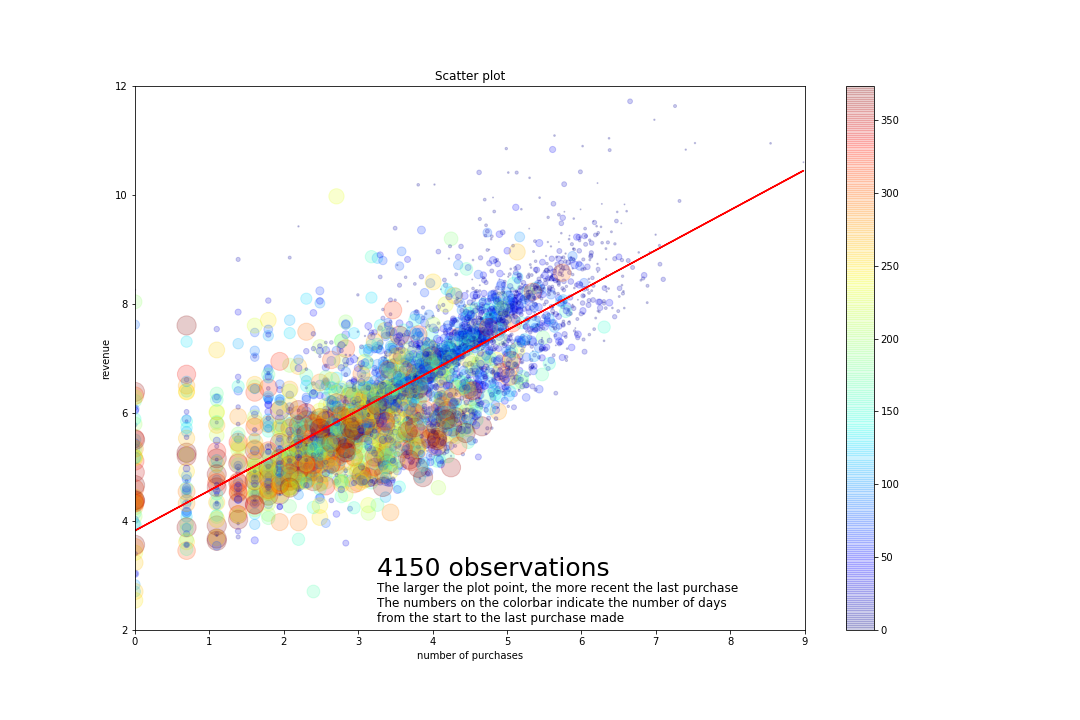 Scatter plot
12
10
8
6
4
2
revenue
0 1 2 3 4 5 6 7 8 9
number of purchases
4150 observations
The larger the plot point, the more recent the last purchase
The numbers on the colorbar indicate the number of days
from the start to the last purchase made
350
300
250
200
150
100
50
0